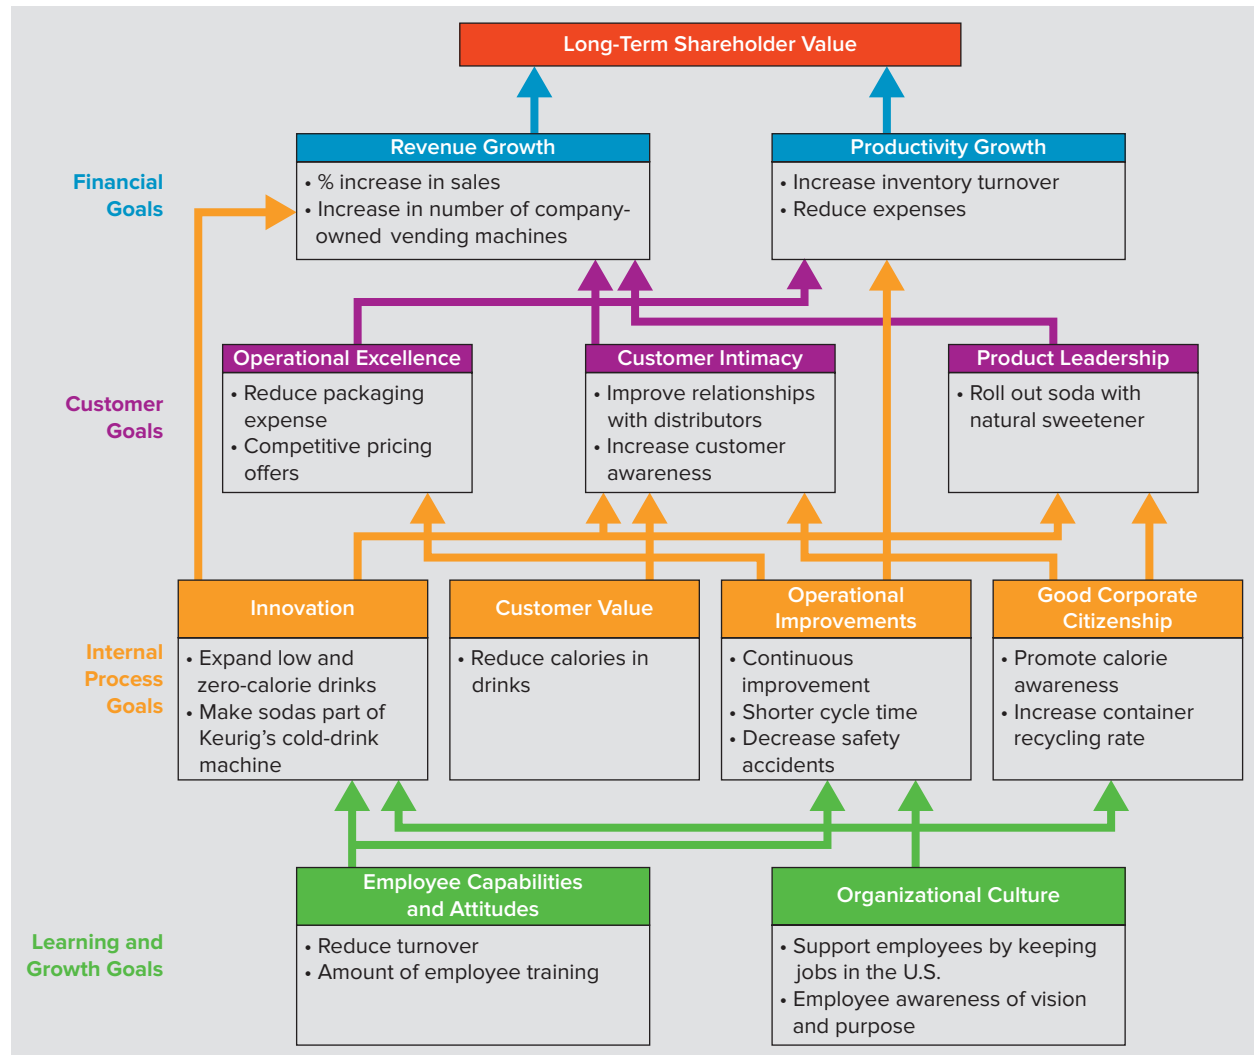 Long-Term Shareholder Value
Financial
Goals
Revenue Growth
• % increase in sales
• Increase in number of company-
owned vending machines
Productivity Growth
• Increase inventory turnover
• Reduce expenses
Customer
Goals
Operational Excellence
• Reduce packaging
expense
• Competitive pricing
offers
Customer Intimacy
• Improve relationships
with distributors
• Increase customer
awareness
Product Leadership
• Roll out soda with
natural sweetener
Internal
Process
Goals
Innovation
• Expand low and
zero-calorie drinks
• Make sodas part of
Keurig’s cold-drink
machine
Customer Value
• Reduce calories in
drinks
Operational
Improvements
• Continuous
improvement
• Shorter cycle time
• Decrease safety
accidents
Good Corporate
Citizenship
• Promote calorie
awareness
• Increase container
recycling rate
Learning and
Growth Goals
Employee Capabilities
and Attitudes
• Reduce turnover
• Amount of employee training
Organizational Culture
• Support employees by keeping
jobs in the U.S.
• Employee awareness of vision
and purpose